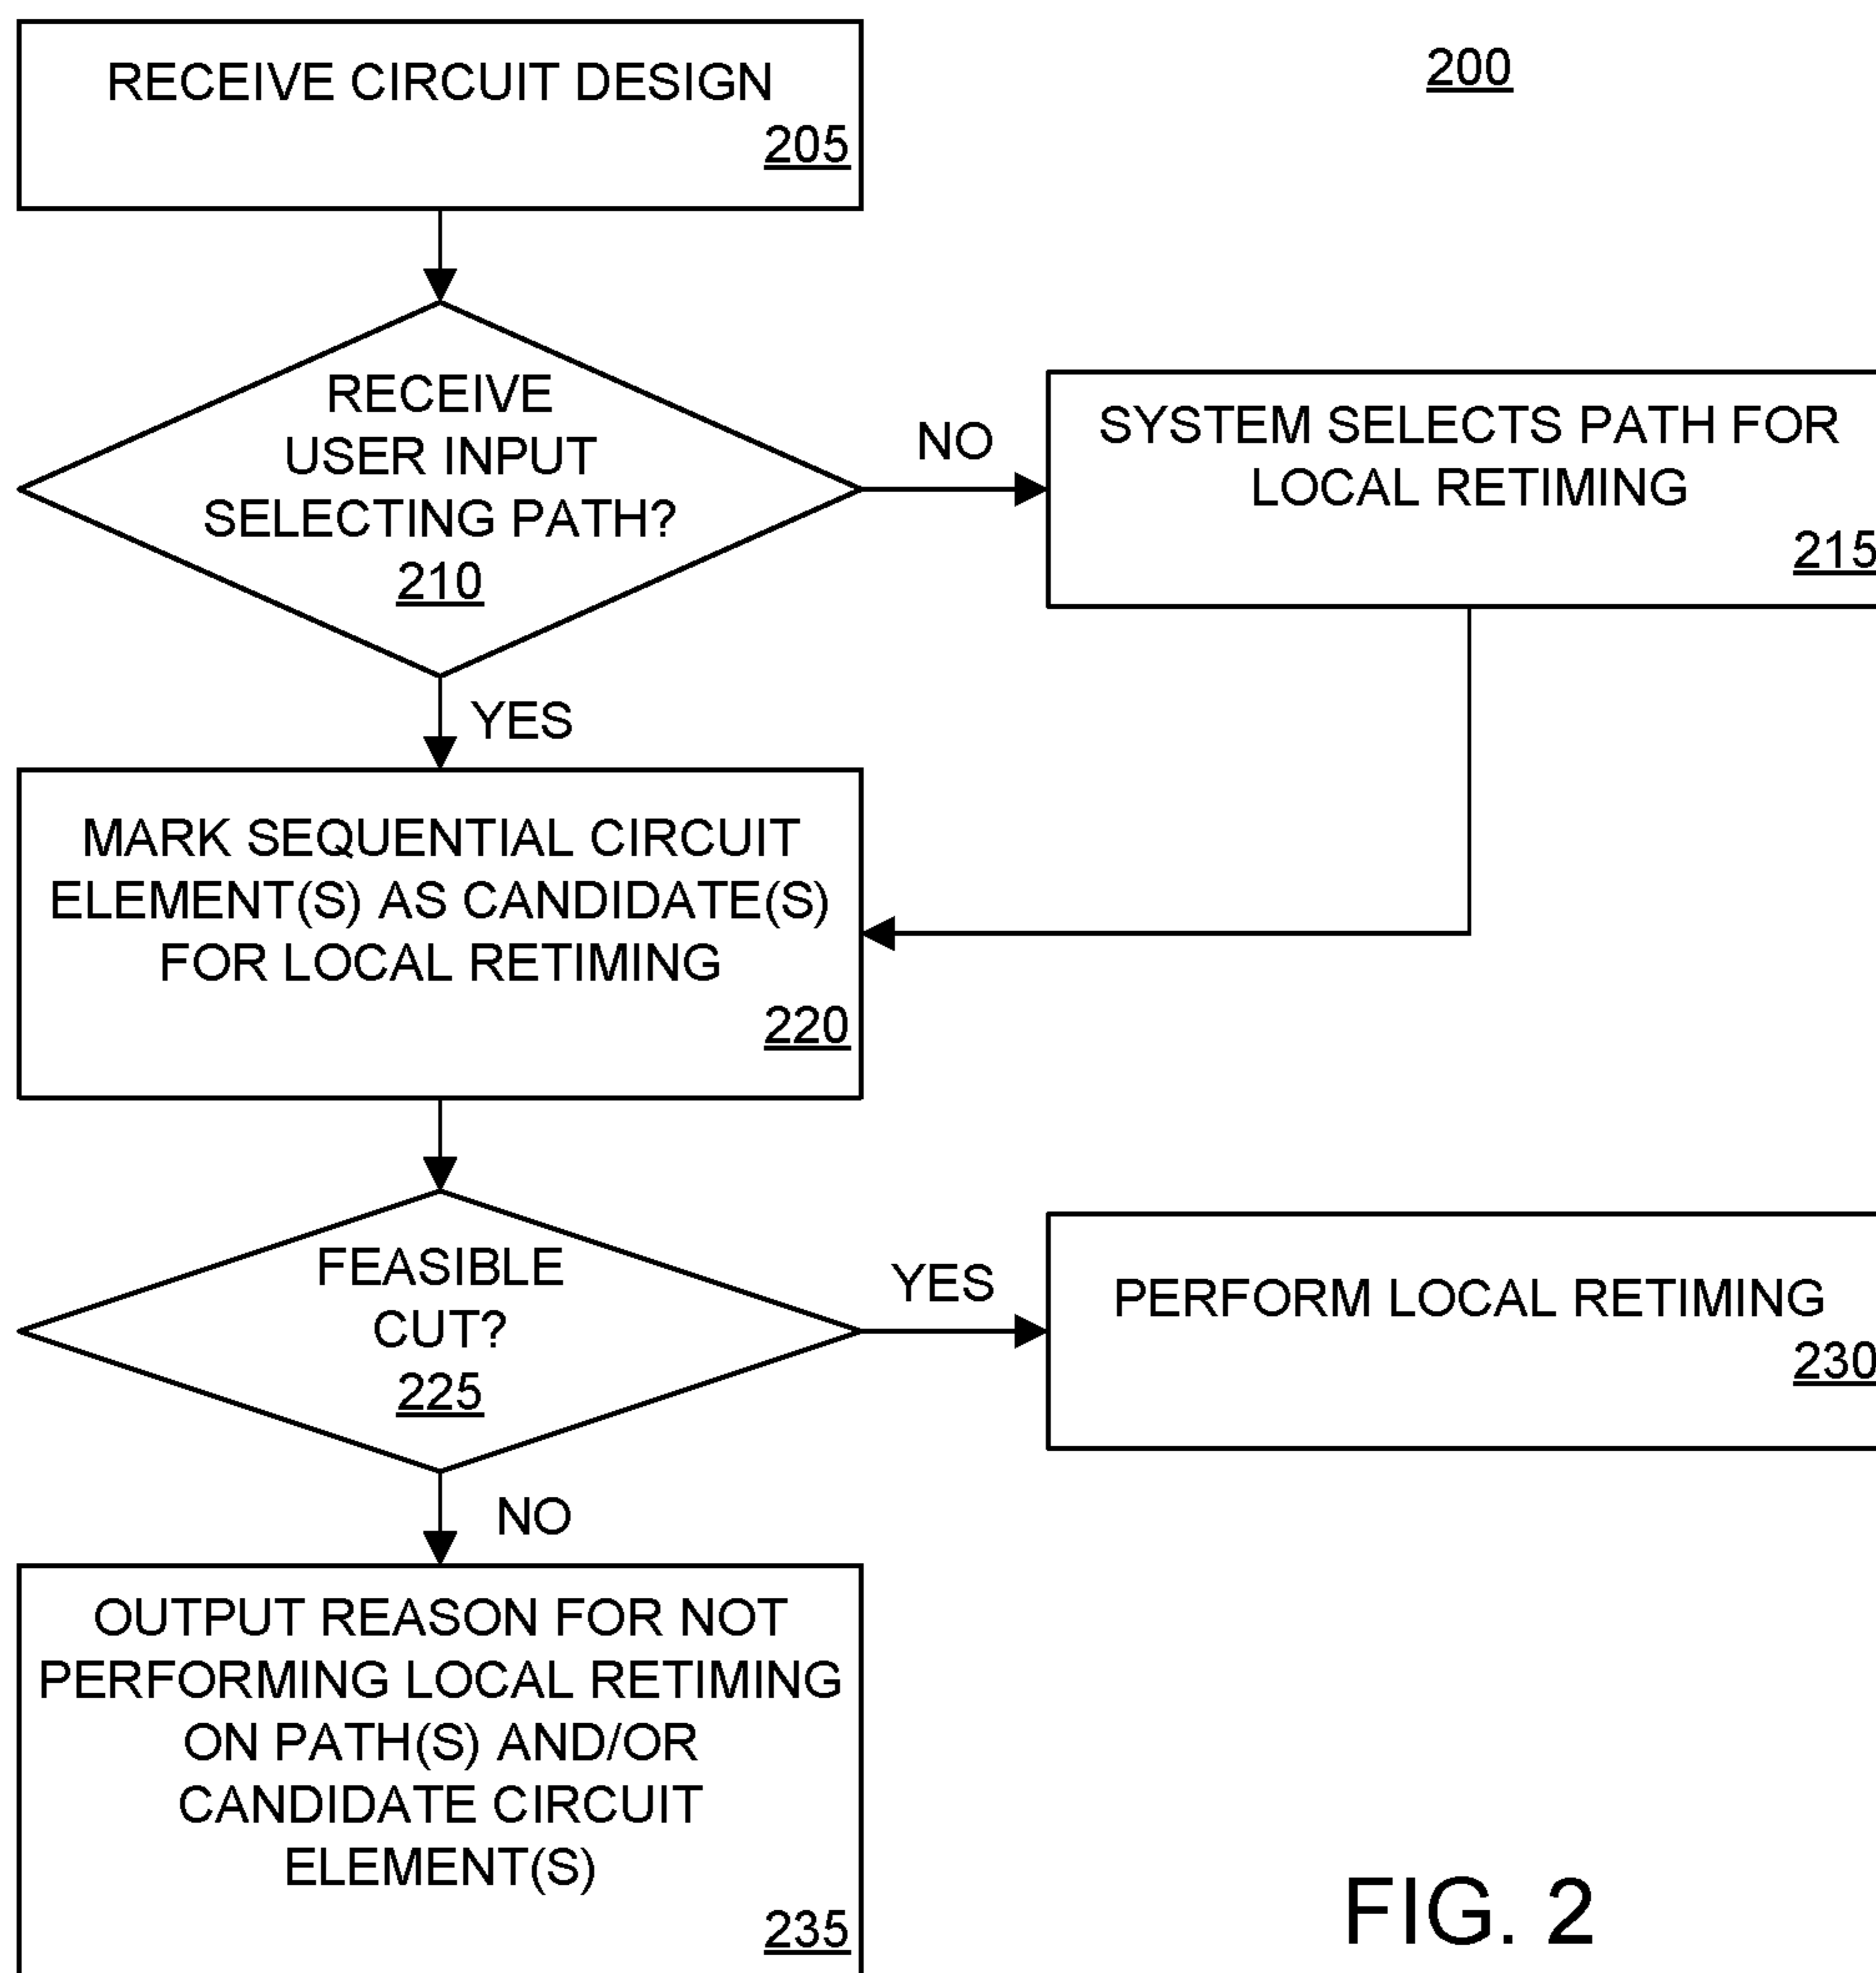 200
RECEIVE CIRCUIT DESIGN
205
RECEIVE
USER INPUT
SELECTING PATH?
210
NO
SYSTEM SELECTS PATH FOR
LOCAL RETIMING
215
YES
MARK SEQUENTIAL CIRCUIT
ELEMENT(S) AS CANDIDATE(S)
FOR LOCAL RETIMING
220
FEASIBLE
CUT?
225
YES
PERFORM LOCAL RETIMING
230
NO
OUTPUT REASON FOR NOT
PERFORMING LOCAL RETIMING
ON PATH(S) AND/OR
CANDIDATE CIRCUIT
ELEMENT(S)
235
FIG. 2